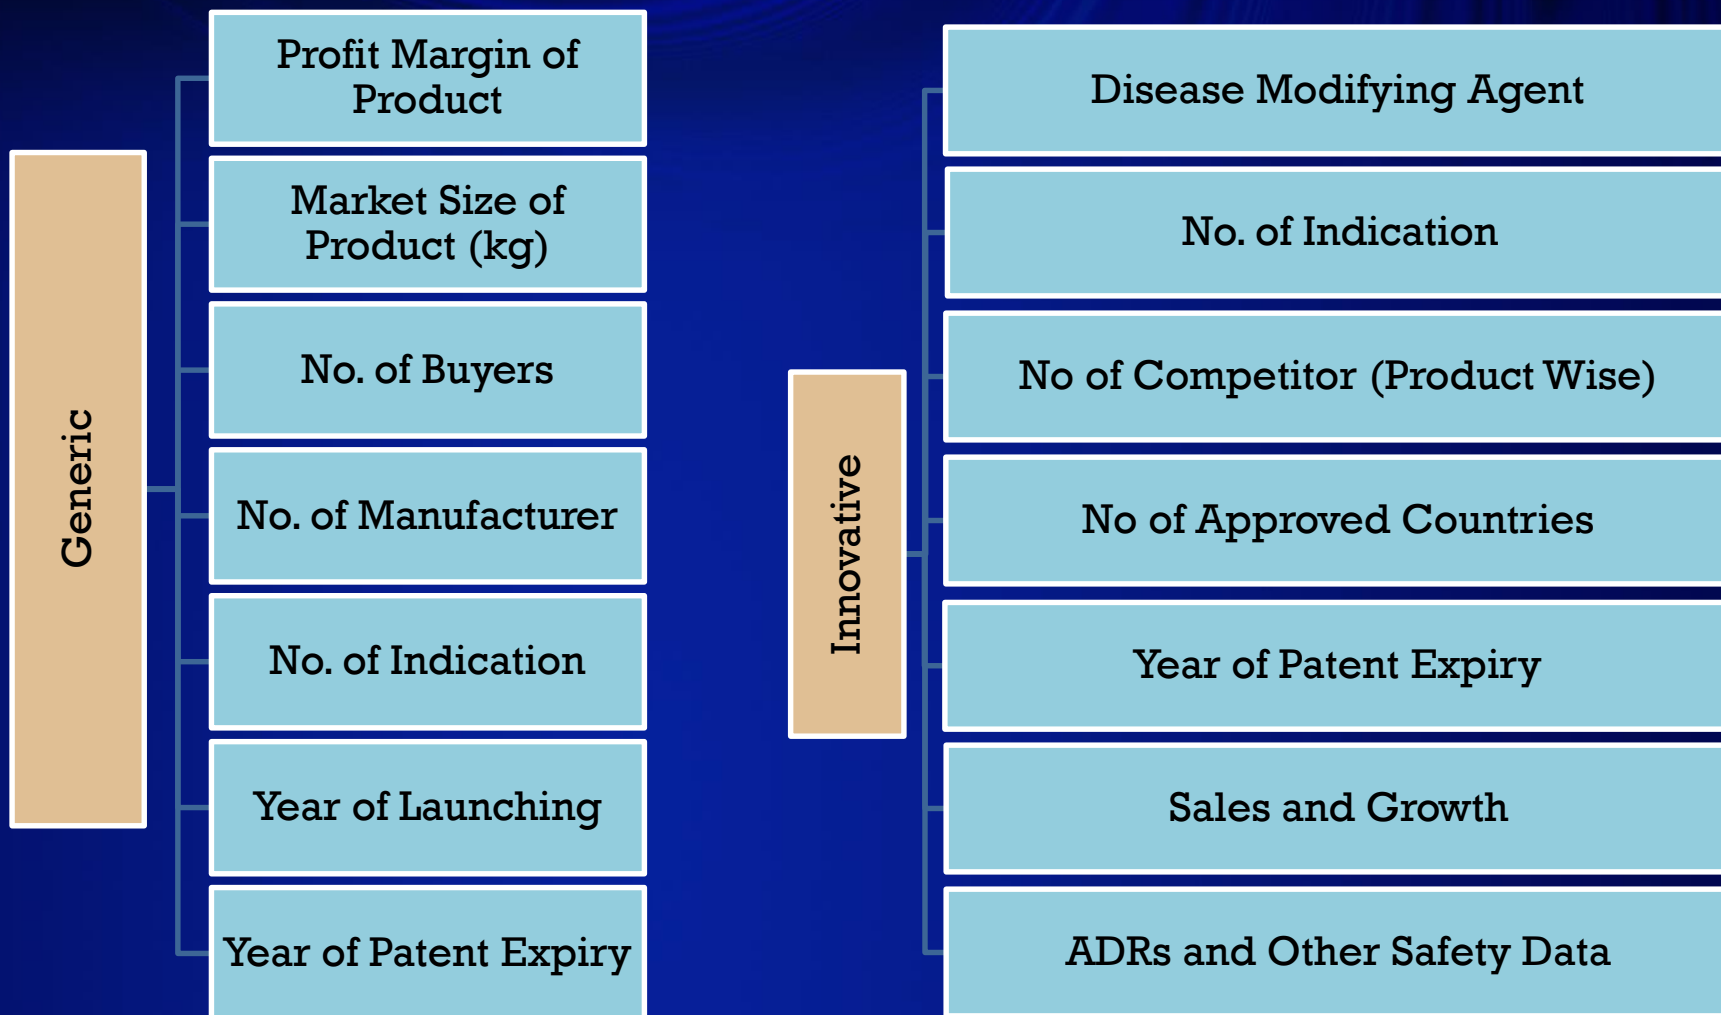 Generic
Profit Margin of
Product
Market Size of
Product (kg)
No. of Buyers
No. of Manufacturer
No. of Indication
Year of Launching
Year of Patent Expiry
Innovative
Disease Modifying Agent
No. of Indication
No of Competitor (Product Wise)
No of Approved Countries
Year of Patent Expiry
Sales and Growth
ADRs and Other Safety Data